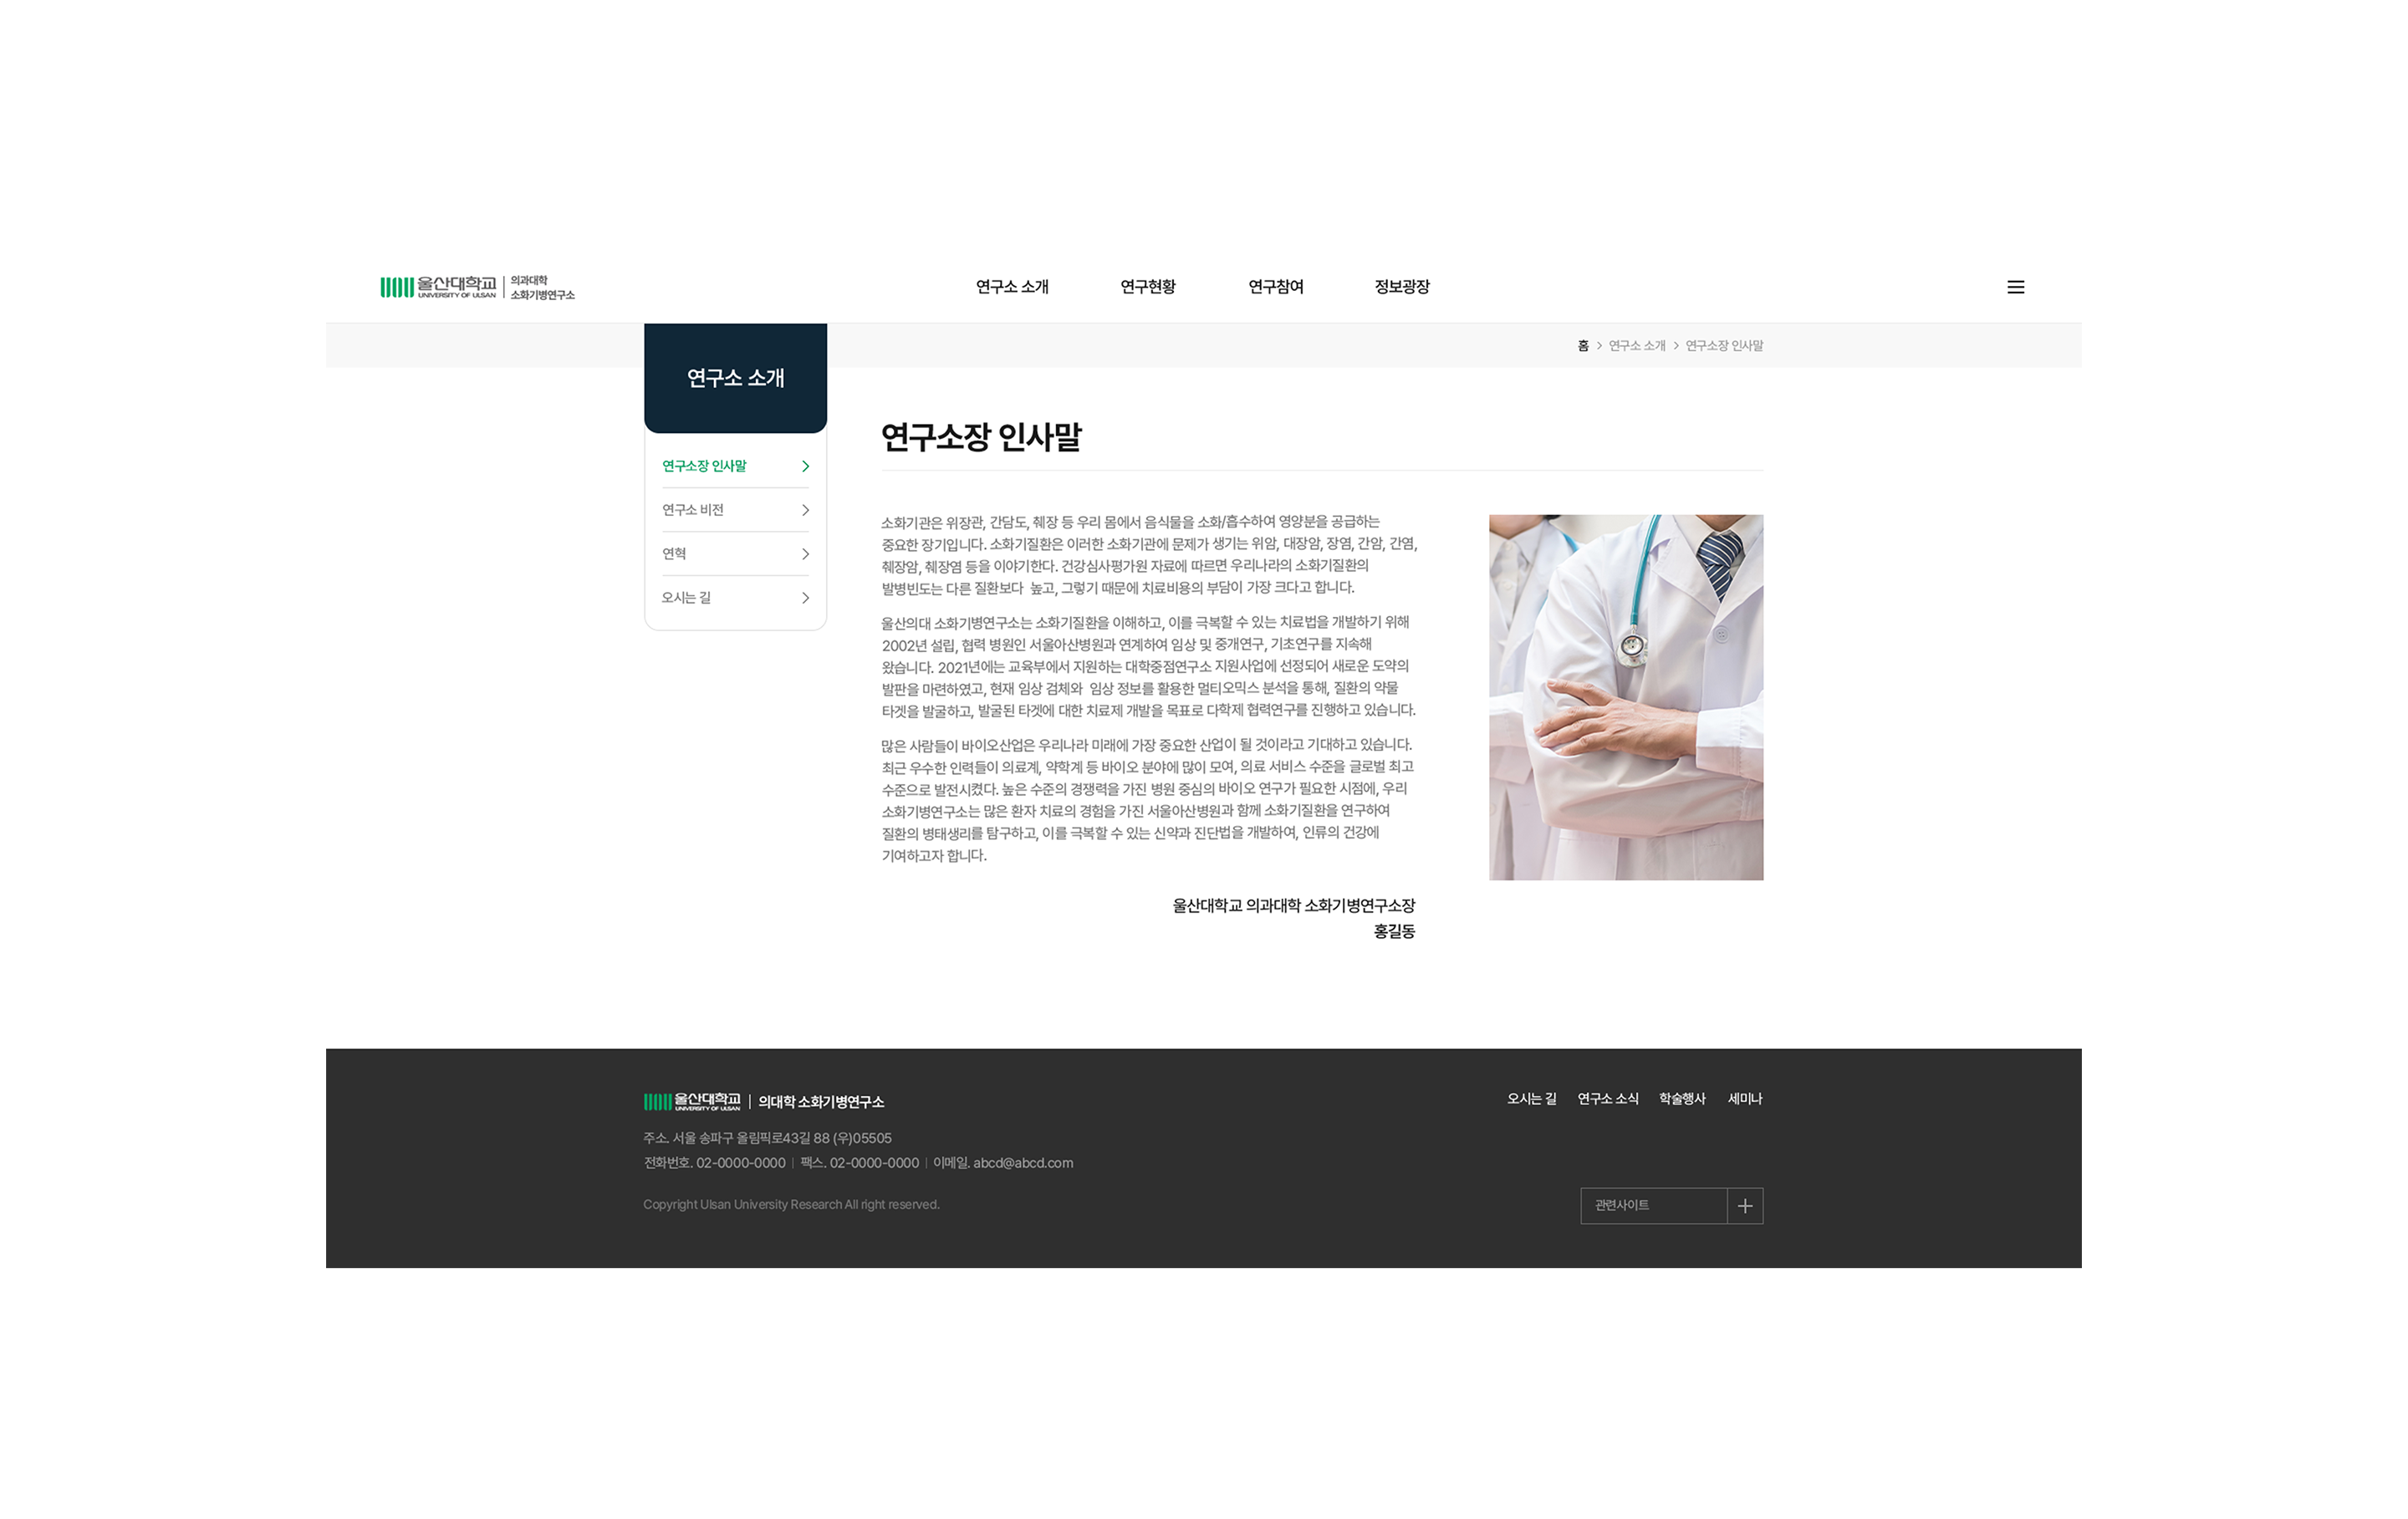 울산대학교
UNIVERSITY OF ULSAN
의과대학
소화기병연구소
연구소 소개
연구현황
연구참여
정보광장
홈 > 연구소 소개 > 연구소장 인사말
연구소 소개
연구소장 인사말
연구소 비전
연혁
오시는 길
연구소장 인사말
소화기관은 위장관, 간담도, 췌장 등 우리 몸에서 음식물을 소화/흡수하여 영양분을 공급하는
중요한 장기입니다. 소화기질환은 이러한 소화기관에 문제가 생기는 위암, 대장암, 장염, 간암, 간염,
췌장암, 췌장염 등을 이야기한다. 건강심사평가원 자료에 따르면 우리나라의 소화기질환의
발병빈도는 다른 질환보다  높고, 그렇기 때문에 치료비용의 부담이 가장 크다고 합니다.
울산의대 소화기병연구소는 소화기질환을 이해하고, 이를 극복할 수 있는 치료법을 개발하기 위해
2002년 설립, 협력 병원인 서울아산병원과 연계하여 임상 및 중개연구, 기초연구를 지속해
왔습니다. 2021년에는 교육부에서 지원하는 대학중점연구소 지원사업에 선정되어 새로운 도약의
발판을 마련하였고, 현재 임상 검체와  임상 정보를 활용한 멀티오믹스 분석을 통해, 질환의 약물
타겟을 발굴하고, 발굴된 타겟에 대한 치료제 개발을 목표로 다학제 협력연구를 진행하고 있습니다.
많은 사람들이 바이오산업은 우리나라 미래에 가장 중요한 산업이 될 것이라고 기대하고 있습니다.
최근 우수한 인력들이 의료계, 약학계 등 바이오 분야에 많이 모여, 의료 서비스 수준을 글로벌 최고
수준으로 발전시켰다. 높은 수준의 경쟁력을 가진 병원 중심의 바이오 연구가 필요한 시점에, 우리
소화기병연구소는 많은 환자 치료의 경험을 가진 서울아산병원과 함께 소화기질환을 연구하여
질환의 병태생리를 탐구하고, 이를 극복할 수 있는 신약과 진단법을 개발하여, 인류의 건강에
기여하고자 합니다.
울산대학교 의과대학 소화기병연구소장
홍길동
울산대학교
UNIVERSITY OF ULSAN
의대학 소화기병연구소
오시는 길
연구소 소식
학술행사
세미나
주소. 서울 송파구 올림픽로43길 88 (우)05505
전화번호. 02-0000-0000 | 팩스. 02-0000-0000 | 이메일. abcd@abcd.com
Copyright Ulsan University Research All right reserved.
관련사이트